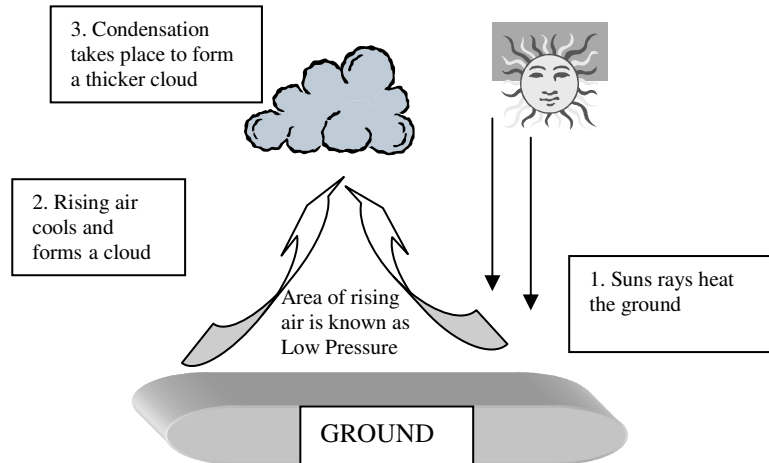 3. Condensation
takes place to form
a thicker cloud
2. Rising air
cools and
forms a cloud
1. Suns rays heat
the ground
Area of rising
air is known as
Low Pressure
GROUND